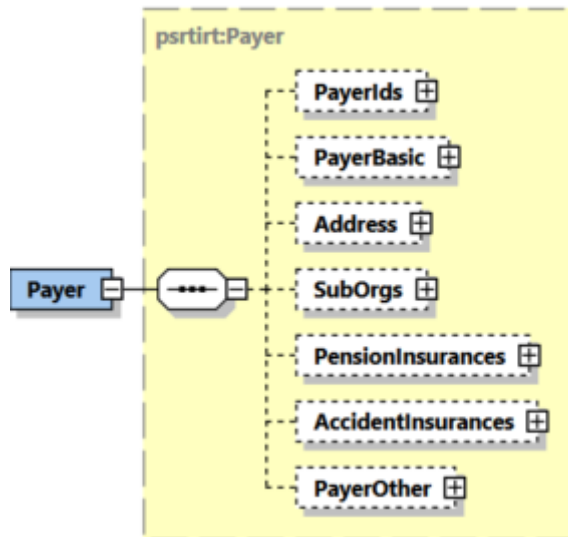 psrtirt:Payer
PayerIds
PayerBasic
Address
Payer
SubOrgs
PensionInsurances
AccidentInsurances
PayerOther